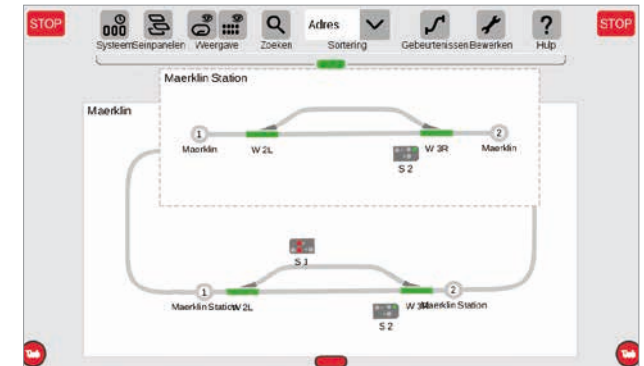 STOP
Adres
STOP
Systeem Seinpanelen Weergave Zoeken Sortering Gebeurtenissen Bewerken ? Hulp
Maerklin Station
Maerklin
1 2
Maerklin W 2L W 3R Maerklin
S 2
S 1
1 2
Maerklin Station W 2L W 3R Maerklin Station
S 2